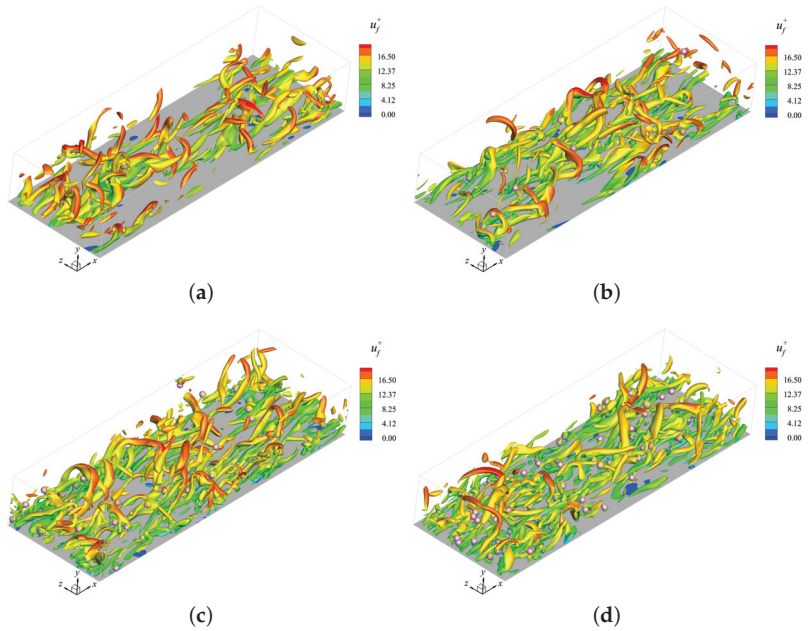 u_f^+
16.50
12.37
8.25
4.12
0.00
y
z
x
(a)
u_f^+
16.50
12.37
8.25
4.12
0.00
y
z
x
(b)
u_f^+
16.50
12.37
8.25
4.12
0.00
y
z
x
(c)
u_f^+
16.50
12.37
8.25
4.12
0.00
y
z
x
(d)